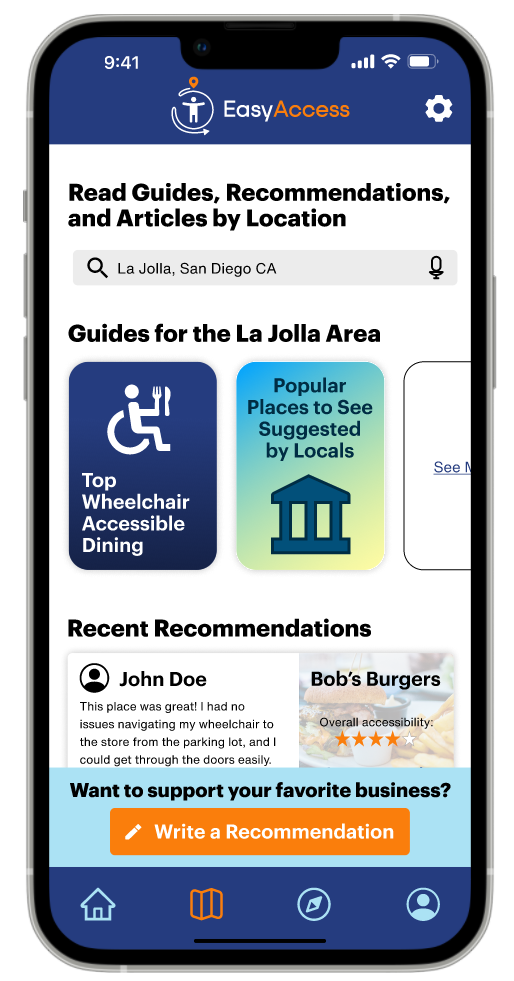 9:41
EasyAccess
Read Guides, Recommendations,
and Articles by Location
La Jolla, San Diego CA
Guides for the La Jolla Area
Top
Wheelchair
Accessible
Dining
Popular
Places to See
Suggested
by Locals
See M
Recent Recommendations
John Doe
This place was great! I had no
issues navigating my wheelchair to
the store from the parking lot, and I
could get through the doors easily.
Bob's Burgers
Overall accessibility:
Want to support your favorite business?
Write a Recommendation